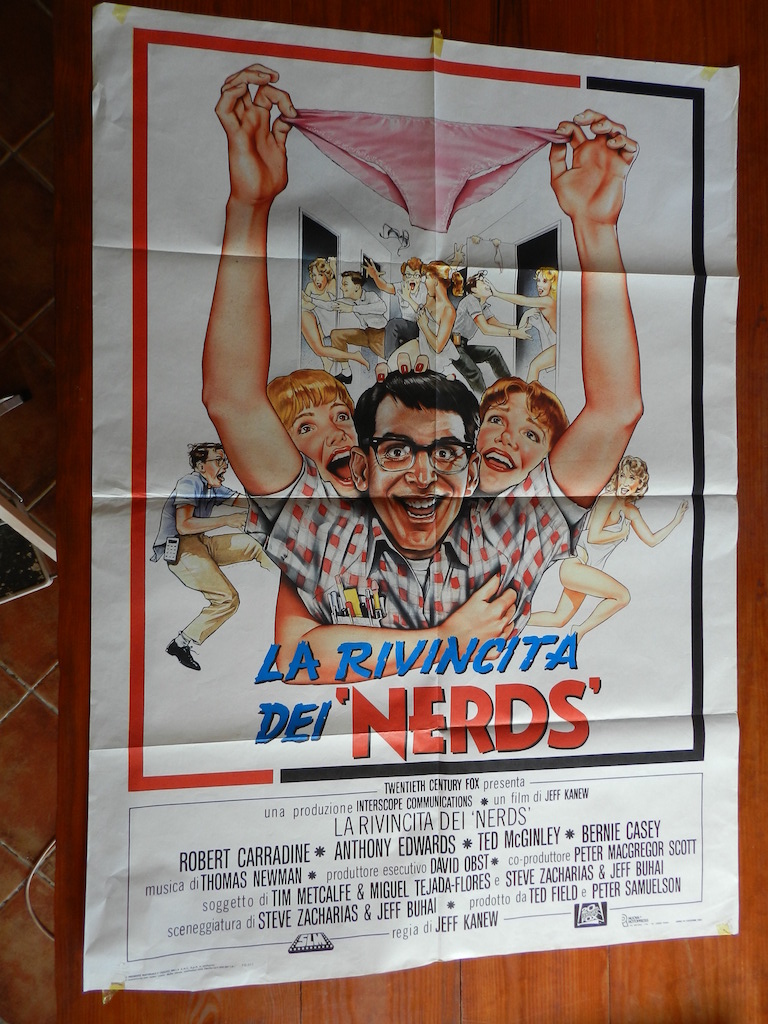 LA RIVINCITA
DEI 'NERDS'
TWENTIETH CENTURY FOX presenta
una produzione INTERSCOPE COMMUNICATIONS * un film di JEFF KANEW
LA RIVINCITA DEI 'NERDS'
ROBERT CARRADINE * ANTHONY EDWARDS * TED McGINLEY * BERNIE CASEY
musica di THOMAS NEWMAN * produttore esecutivo DAVID OBST * co-produttore PETER MACGREGOR SCOTT
soggetto di TIM METCALFE & MIGUEL TEJADA-FLORES e STEVE ZACHARIAS & JEFF BUHAI
sceneggiatura di STEVE ZACHARIAS & JEFF BUHAI * prodotto da TED FIELD e PETER SAMUELSON
regia di JEFF KANEW